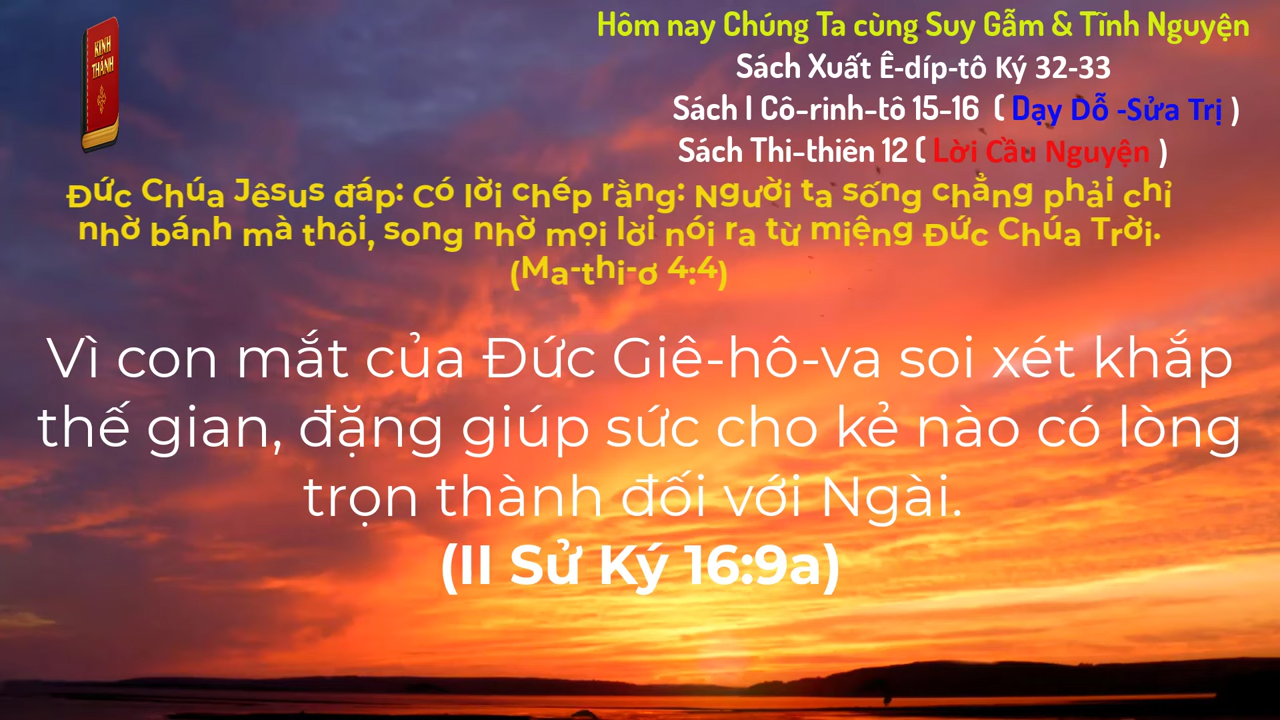 KINH
THÁNH
Hôm nay Chúng Ta cùng Suy Gẫm & Tĩnh Nguyện
Sách Xuất Ê-díp-tô Ký 32-33
Sách I Cô-rinh-tô 15-16 ( Dạy Dỗ -Sửa Trị )
Sách Thi-thiên 12 ( Lời Cầu Nguyện )
Đức Chúa Jêsus đáp: Có lời chép rằng: Người ta sống chẳng phải chỉ
nhờ bánh mà thôi, song nhờ mọi lời nói ra từ miệng Đức Chúa Trời.
(Ma-thi-ơ 4:4)
Vì con mắt của Đức Giê-hô-va soi xét khắp
thế gian, đặng giúp sức cho kẻ nào có lòng
trọn thành đối với Ngài.
(II Sử Ký 16:9a)